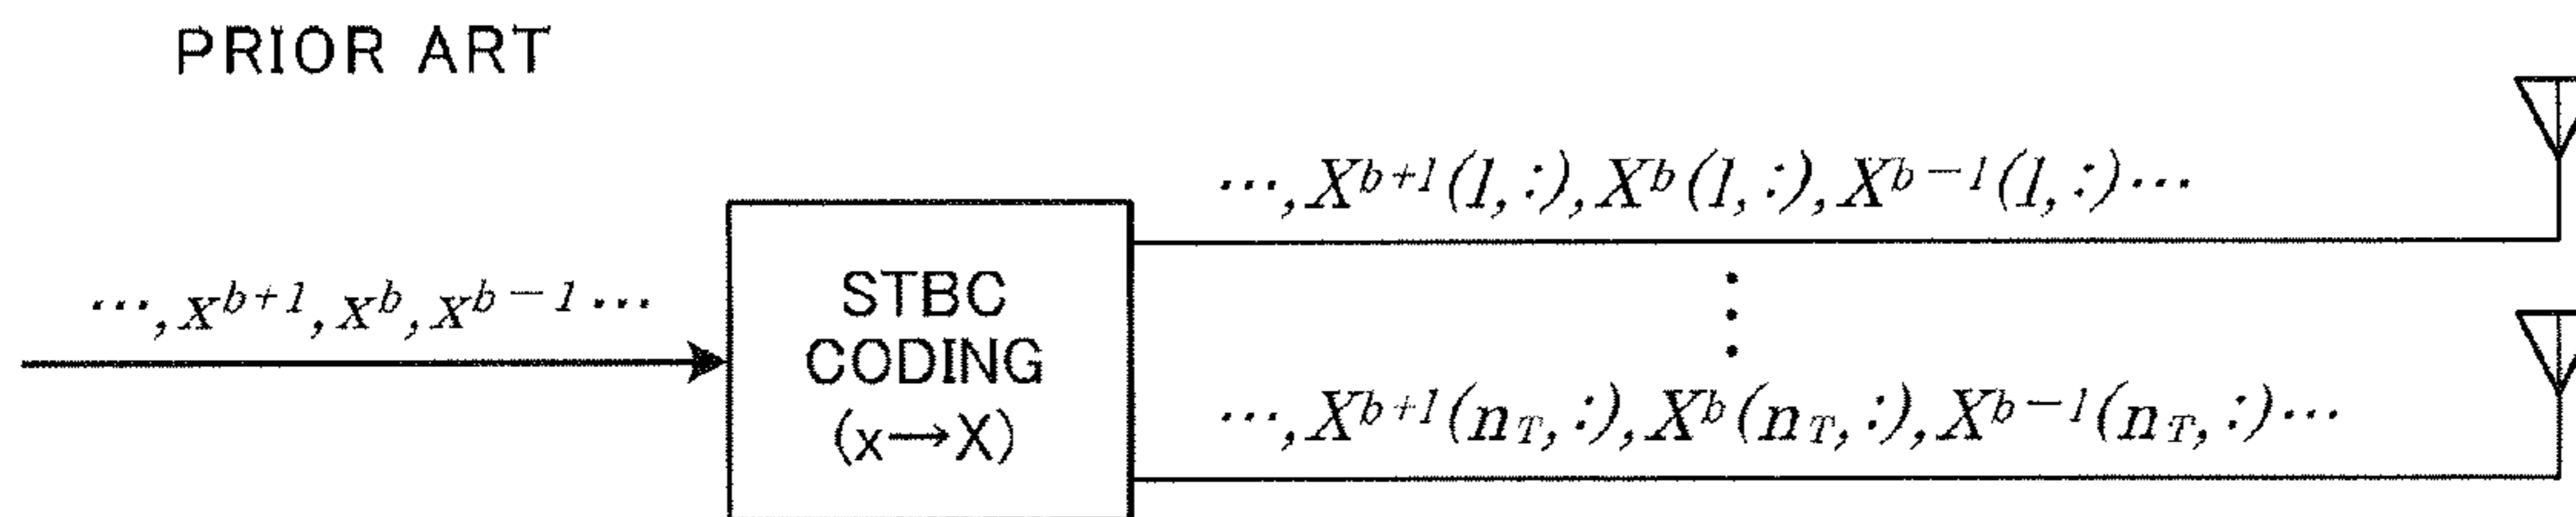 PRIOR ART
…,X^{b+1}(1,:),X^b(1,:),X^{b-1}(1,:)…
…,x^{b+1},x^b,x^{b-1}…
STBC
CODING
(x→X)
…,X^{b+1}(n_T,:),X^b(n_T,:),X^{b-1}(n_T,:)…